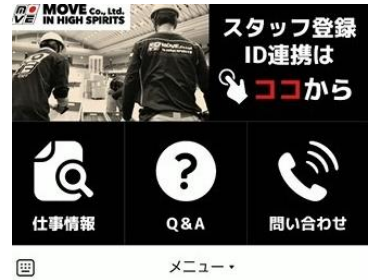 MOVE Co., Ltd.
IN HIGH SPIRITS
スタッフ登録
ID連携は
ココから
仕事情報
Q&A
問い合わせ
メニュー▾